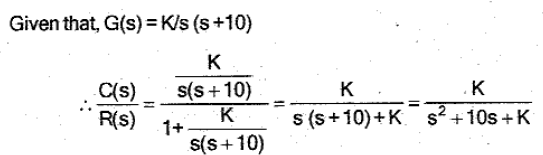 Given that, G(s) = K/s (s +10)
∴ C(s)/R(s) = (K/(s(s+10)))/(1+K/(s(s+10))) = K/(s (s+10)+K) = K/(s²+10s+K)